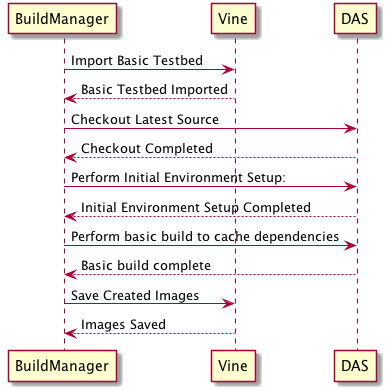 BuildManager Vine DAS
Import Basic Testbed
Basic Testbed Imported
Checkout Latest Source
Checkout Completed
Perform Initial Environment Setup:
Initial Environment Setup Completed
Perform basic build to cache dependencies
Basic build complete
Save Created Images
Images Saved
BuildManager Vine DAS